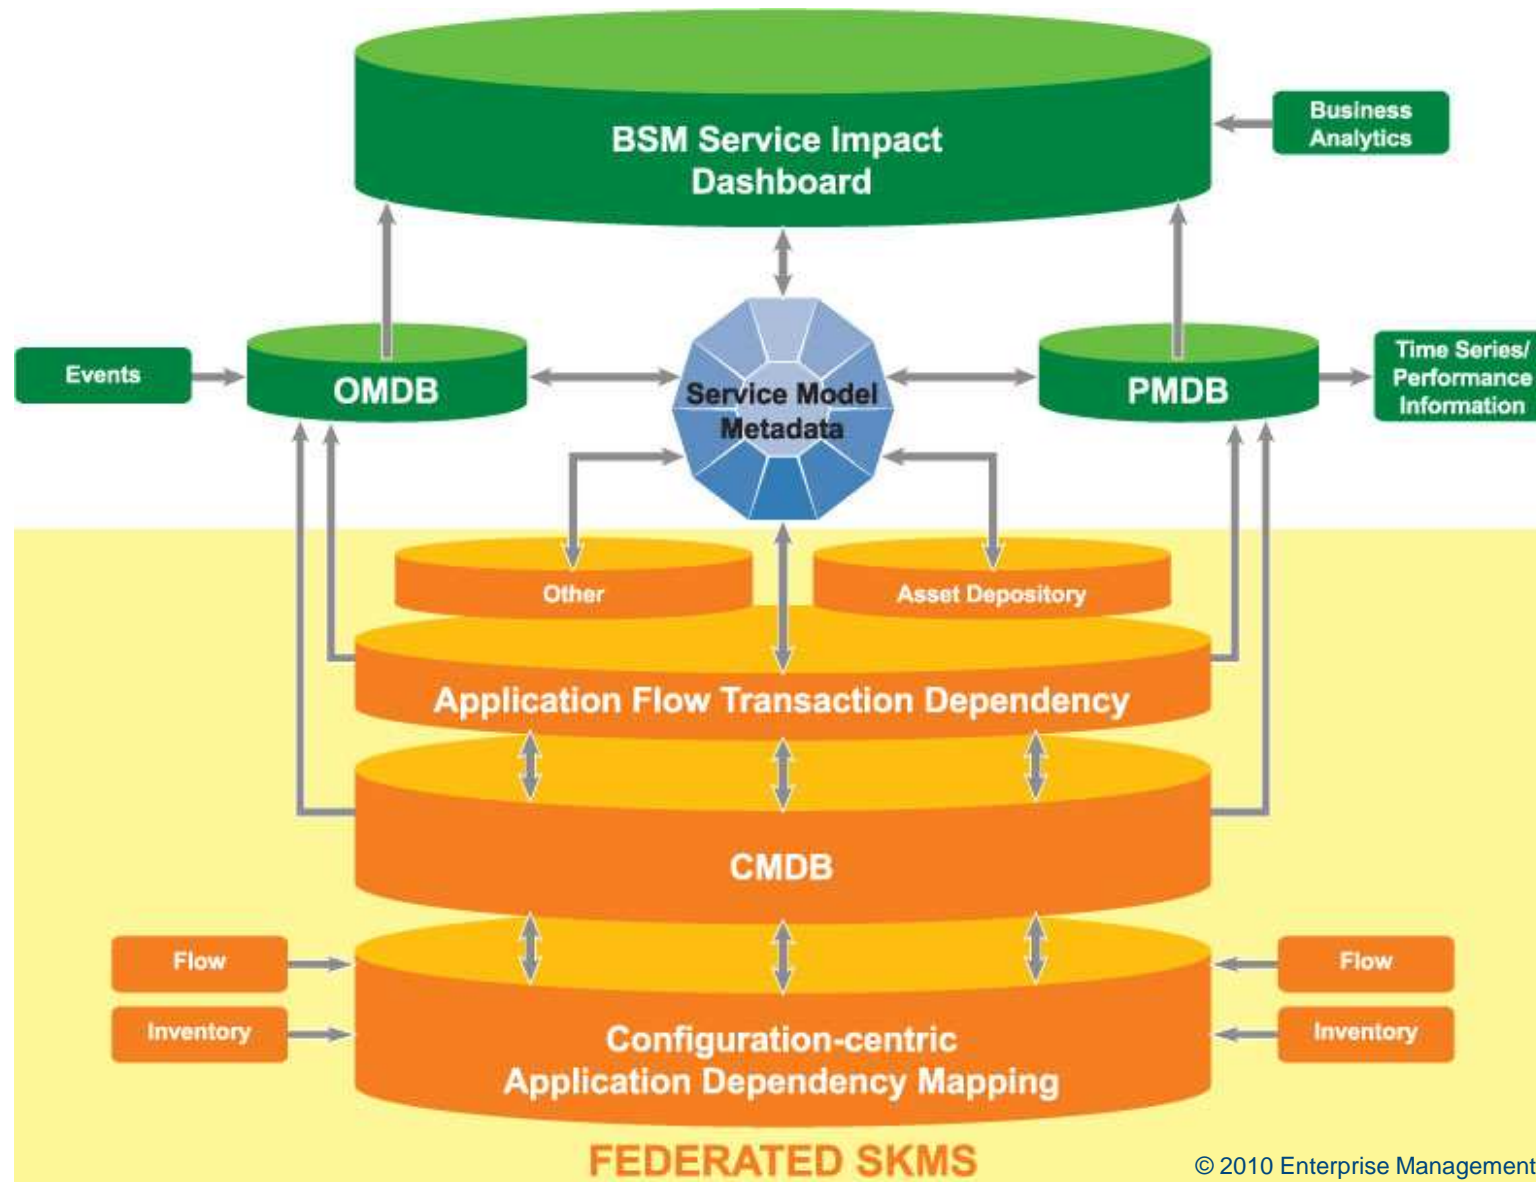 BSM Service Impact
Dashboard
Business
Analytics
Events
OMDB
Service Model
Metadata
PMDB
Time Series/
Performance
Information
Other
Asset Depository
Application Flow Transaction Dependency
CMDB
Flow
Flow
Inventory
Inventory
Configuration-centric
Application Dependency Mapping
FEDERATED SKMS
© 2010 Enterprise Management